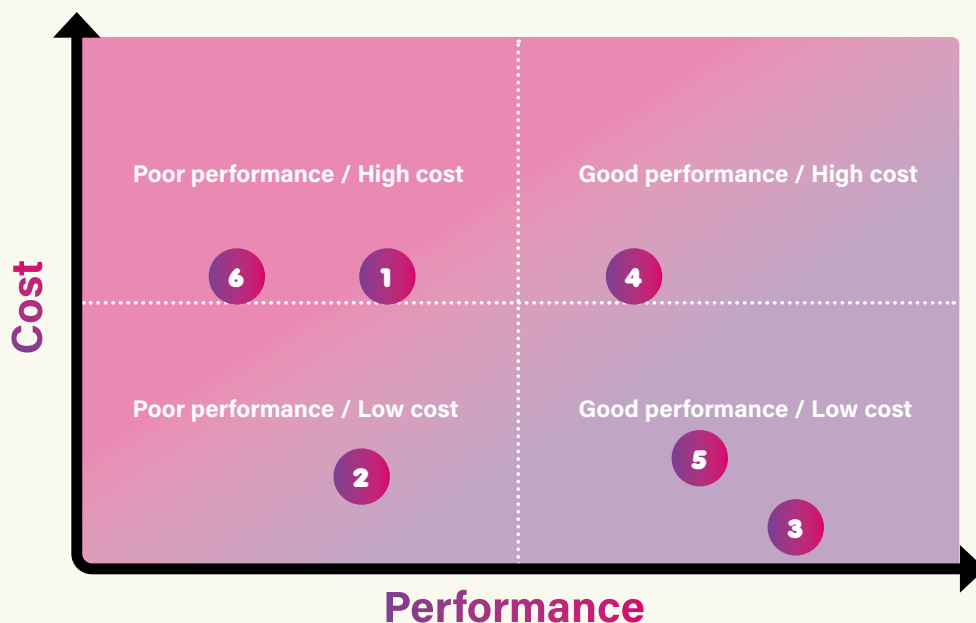 Poor performance / High cost
Good performance / High cost
6
1
4
Cost
Poor performance / Low cost
Good performance / Low cost
5
2
3
Performance